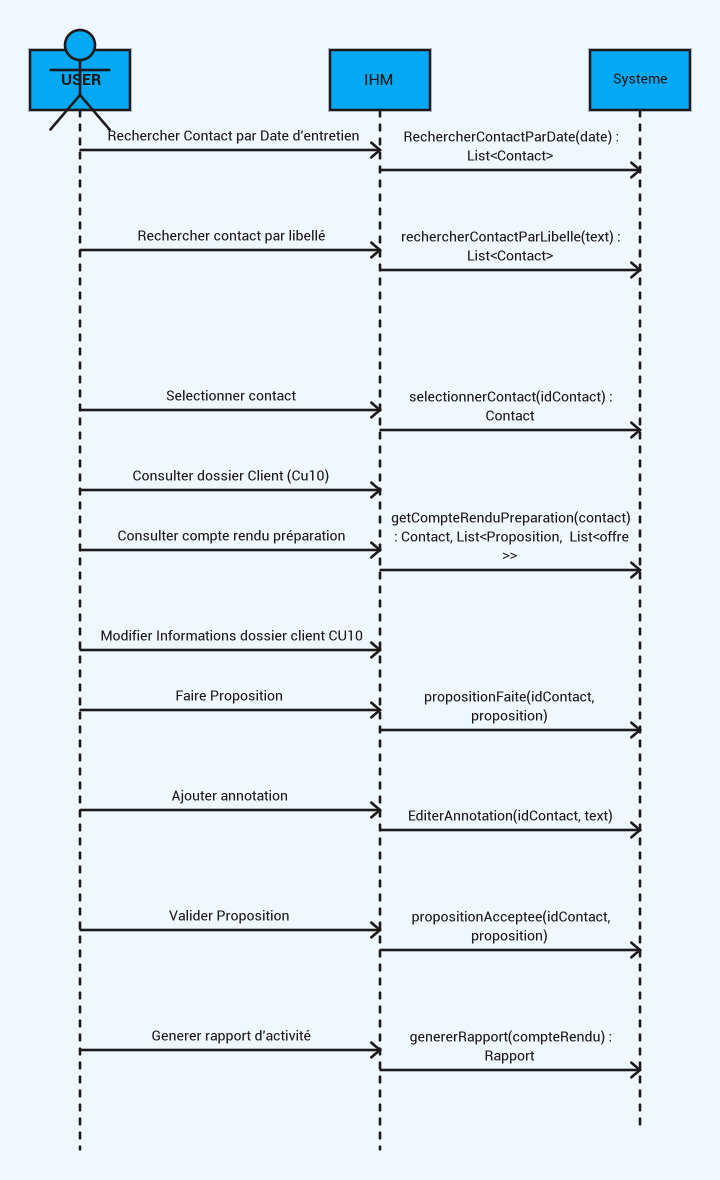 USER
IHM
Systeme
Rechercher Contact par Date d'entretien
RechercherContactParDate(date) :
List<Contact>
Rechercher contact par libellé
rechercherContactParLibelle(text) :
List<Contact>
Selectionner contact
selectionnerContact(idContact) :
Contact
Consulter dossier Client (Cu10)
Consulter compte rendu préparation
getCompteRenduPreparation(contact)
: Contact, List<Proposition, List<offre
>>
Modifier Informations dossier client CU10
Faire Proposition
propositionFaite(idContact,
proposition)
Ajouter annotation
EditerAnnotation(idContact, text)
Valider Proposition
propositionAcceptee(idContact,
proposition)
Generer rapport d'activité
genererRapport(compteRendu) :
Rapport